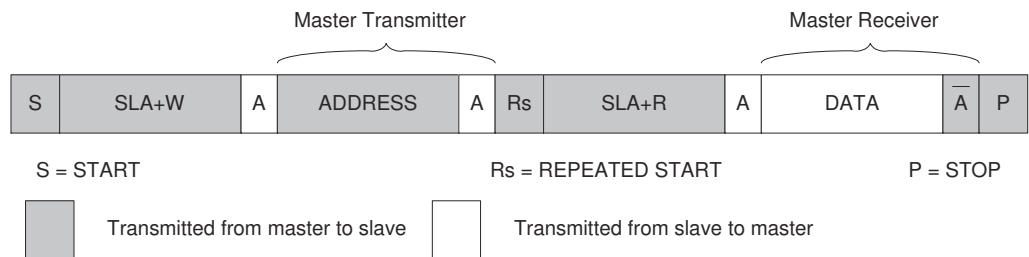 Master Transmitter Master Receiver
S SLA+W A ADDRESS A Rs SLA+R A DATA A̅ P
S = START Rs = REPEATED START P = STOP
Transmitted from master to slave Transmitted from slave to master